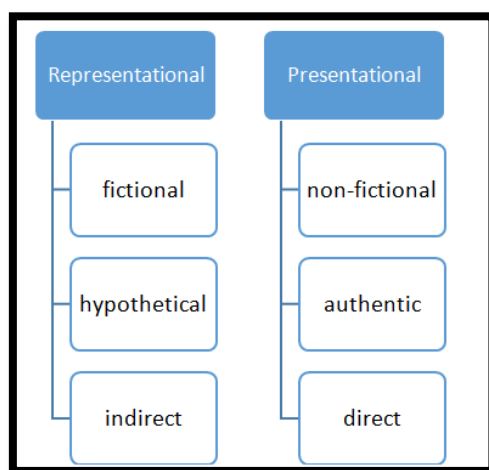 Representational
fictional
hypothetical
indirect
Presentational
non-fictional
authentic
direct